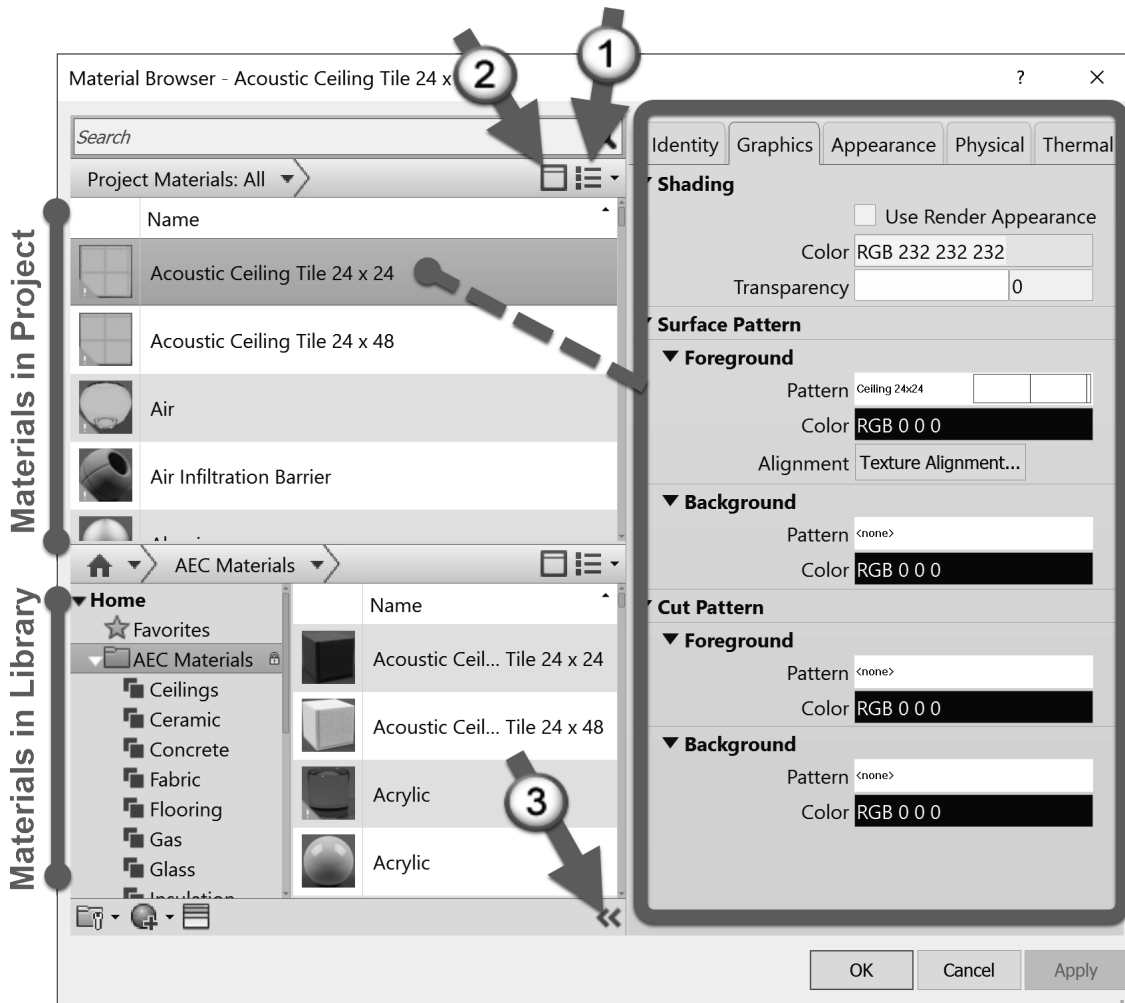 1
2
Material Browser - Acoustic Ceiling Tile 24 x
?
Search
Project Materials: All
Name
Acoustic Ceiling Tile 24 x 24
Acoustic Ceiling Tile 24 x 48
Air
Air Infiltration Barrier
Materials in Project
AEC Materials
Home
Favorites
AEC Materials
Ceilings
Ceramic
Concrete
Fabric
Flooring
Gas
Glass
Insulation
Materials in Library
Name
Acoustic Ceil... Tile 24 x 24
Acoustic Ceil... Tile 24 x 48
Acrylic
Acrylic
3
Identity Graphics Appearance Physical Thermal
Shading
Use Render Appearance
Color RGB 232 232 232
Transparency 0
Surface Pattern
Foreground
Pattern Ceiling 24x24
Color RGB 0 0 0
Alignment Texture Alignment...
Background
Pattern <none>
Color RGB 0 0 0
Cut Pattern
Foreground
Pattern <none>
Color RGB 0 0 0
Background
Pattern <none>
Color RGB 0 0 0
OK Cancel Apply